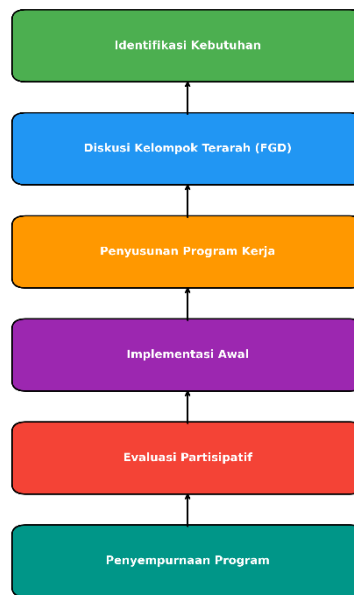 Identifikasi Kebutuhan
Diskusi Kelompok Terarah (FGD)
Penyusunan Program Kerja
Implementasi Awal
Evaluasi Partisipatif
Penyempurnaan Program